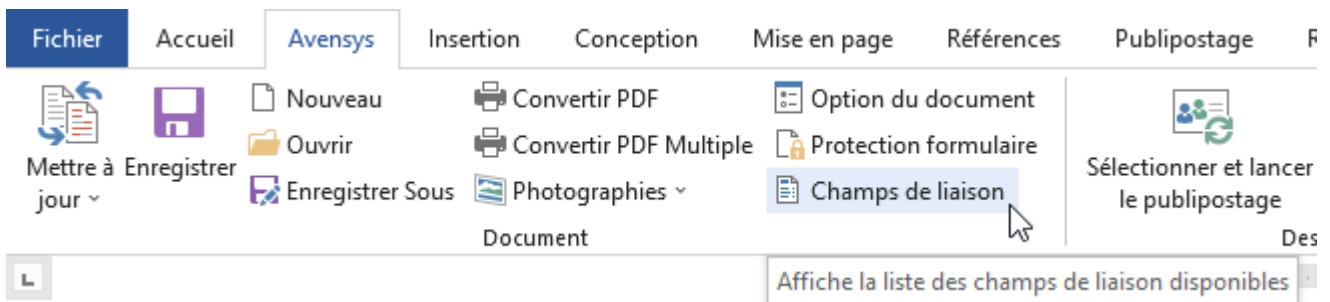 Fichier Accueil Avensys Insertion Conception Mise en page Références Publipostage R
Nouveau Convertir PDF Option du document
Ouvrir Convertir PDF Multiple Protection formulaire
Mettre à jour Enregistrer Enregistrer Sous Photographies Champs de liaison
Sélectionner et lancer
le publipostage
Document Des
L
Affiche la liste des champs de liaison disponibles